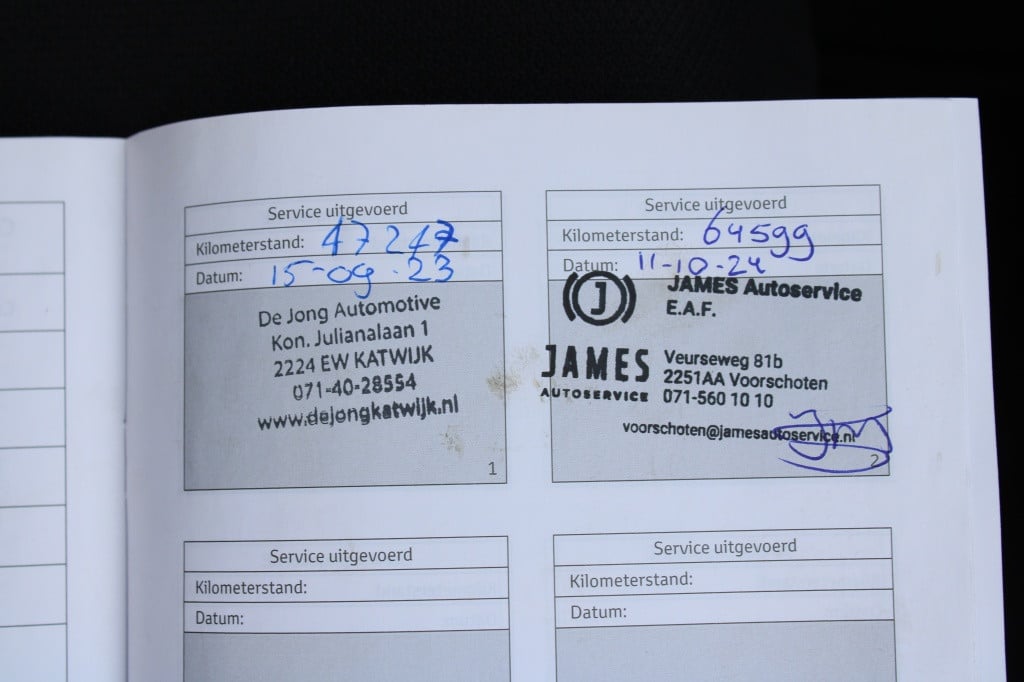 Service uitgevoerd
Kilometerstand: 47247
Datum: 15-09-23
De Jong Automotive
Kon. Julianalaan 1
2224 EW KATWIJK
071-40-28554
www.dejongkatwijk.nl
1
Service uitgevoerd
Kilometerstand: 64599
Datum: 11-10-24
J
JAMES Autoservice
E.A.F.
JAMES
AUTOSERVICE
Veurseweg 81b
2251AA Voorschoten
071-560 10 10
voorschoten@jamesautoservice.nl
2
Service uitgevoerd
Kilometerstand:
Datum:
Service uitgevoerd
Kilometerstand:
Datum: